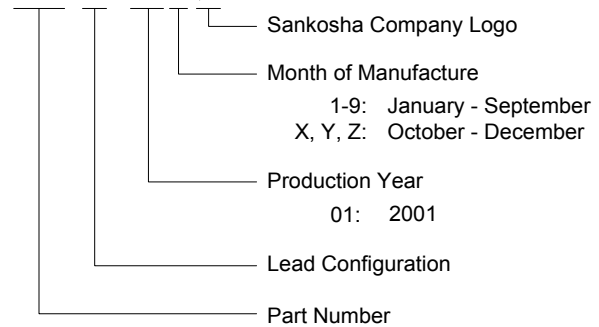 Sankosha Company Logo
Month of Manufacture
1-9: January - September
X, Y, Z: October - December
Production Year
01: 2001
Lead Configuration
Part Number